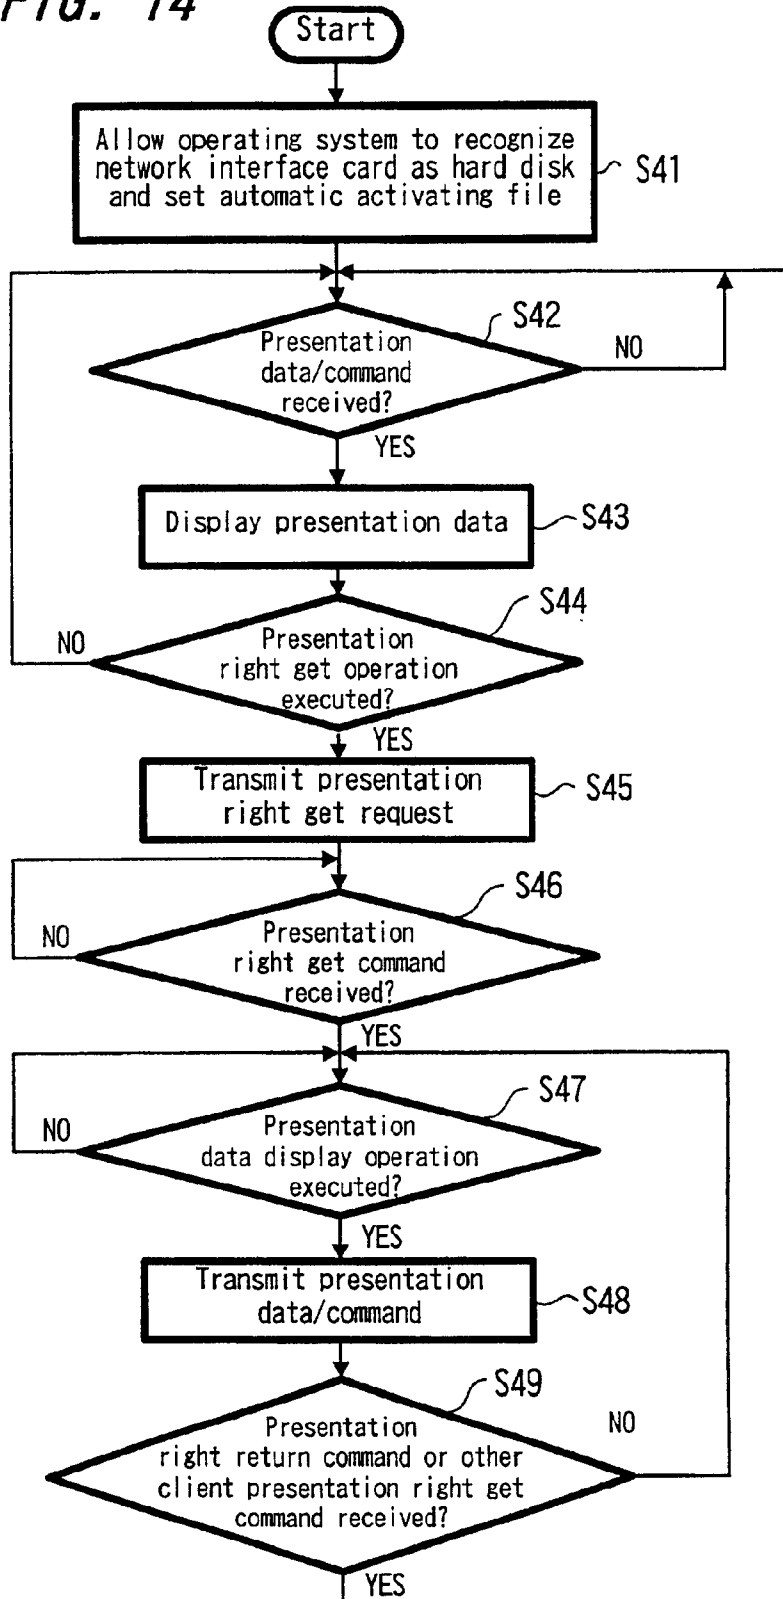 FIG. 14
Start
Allow operating system to recognize
network interface card as hard disk
and set automatic activating file
S41
S42
Presentation
data/command
received?
NO
YES
Display presentation data
S43
S44
Presentation
right get operation
executed?
NO
YES
Transmit presentation
right get request
S45
S46
Presentation
right get command
received?
NO
YES
S47
Presentation
data display operation
executed?
NO
YES
Transmit presentation
data/command
S48
S49
Presentation
right return command or other
client presentation right get
command received?
NO
YES